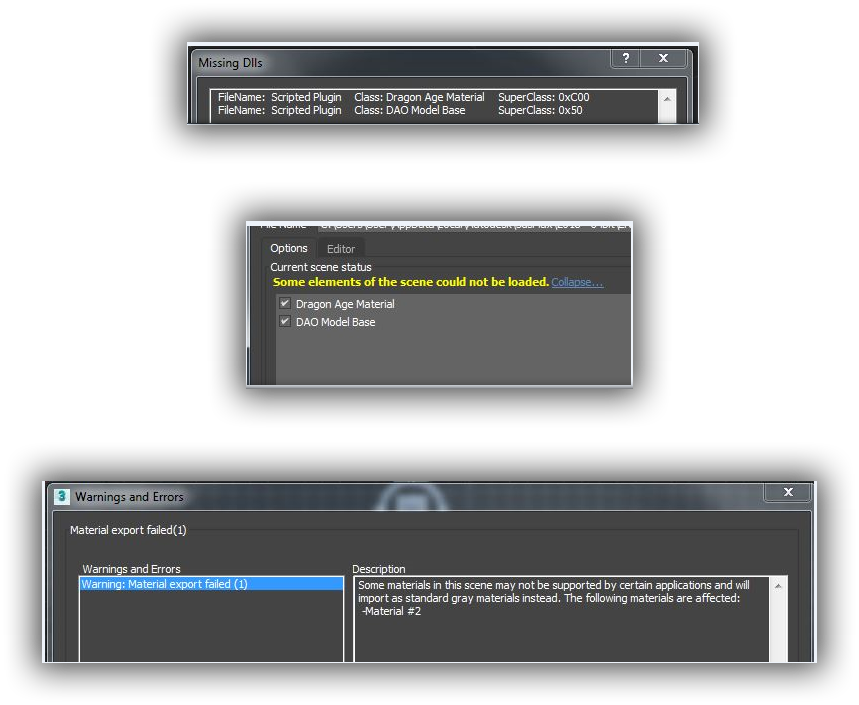 Missing Dlls
? X
FileName: Scripted Plugin Class: Dragon Age Material SuperClass: 0xC00
FileName: Scripted Plugin Class: DAO Model Base SuperClass: 0x50
Options Editor
Current scene status
Some elements of the scene could not be loaded. Collapse...
Dragon Age Material
DAO Model Base
3 Warnings and Errors
X
Material export failed(1)
Warnings and Errors
Description
Warning: Material export failed (1)
Some materials in this scene may not be supported by certain applications and will
import as standard gray materials instead. The following materials are affected:
-Material #2